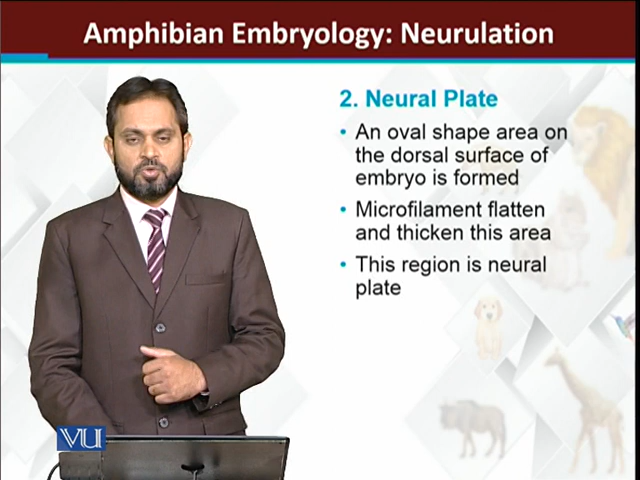 Amphibian Embryology: Neurulation
2. Neural Plate
• An oval shape area on
the dorsal surface of
embryo is formed
• Microfilament flatten
and thicken this area
• This region is neural
plate
VU